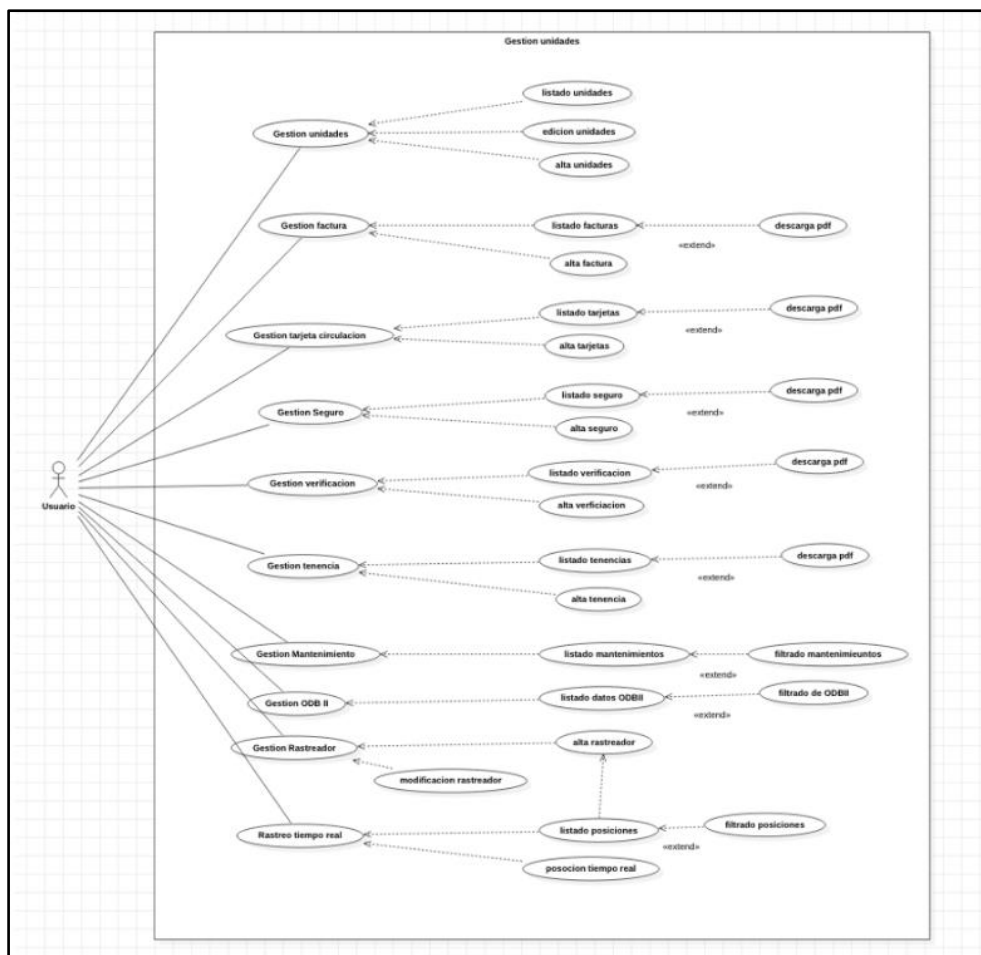 Gestion unidades
listado unidades
Gestion unidades
edicion unidades
alta unidades
Gestion factura
listado facturas
descarga pdf
«extend»
alta factura
listado tarjetas
descarga pdf
«extend»
Gestion tarjeta circulacion
alta tarjetas
listado seguro
descarga pdf
Gestion Seguro
«extend»
alta seguro
descarga pdf
listado verificacion
Gestion verificacion
«extend»
alta verficiacion
Usuario
listado tenencias
descarga pdf
Gestion tenencia
«extend»
alta tenencia
Gestion Mantenimiento
listado mantenimientos
filtrado mantenimieuntos
«extend»
Gestion ODB II
listado datos ODBII
filtrado de ODBII
«extend»
Gestion Rastreador
alta rastreador
modificacion rastreador
Rastreo tiempo real
listado posiciones
filtrado posiciones
«extend»
posocion tiempo real